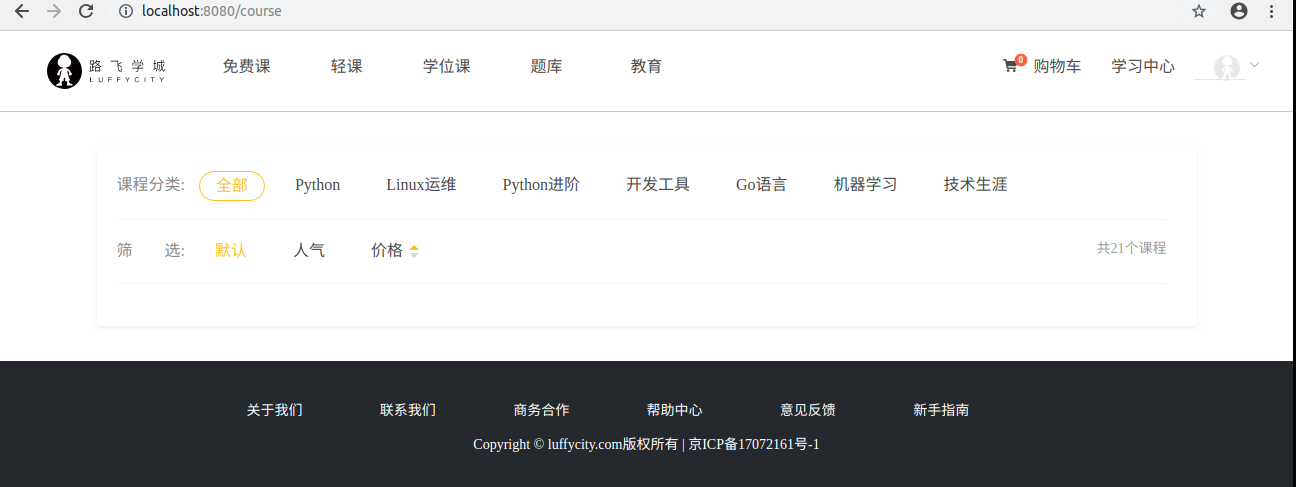 localhost:8080/course
路飞学城 免费课 轻课 学位课 题库 教育 0 购物车 学习中心
LUFFYCITY
课程分类: 全部 Python Linux运维 Python进阶 开发工具 Go语言 机器学习 技术生涯
筛 选: 默认 人气 价格 共21个课程
关于我们 联系我们 商务合作 帮助中心 意见反馈 新手指南
Copyright © luffycity.com版权所有 | 京ICP备17072161号-1